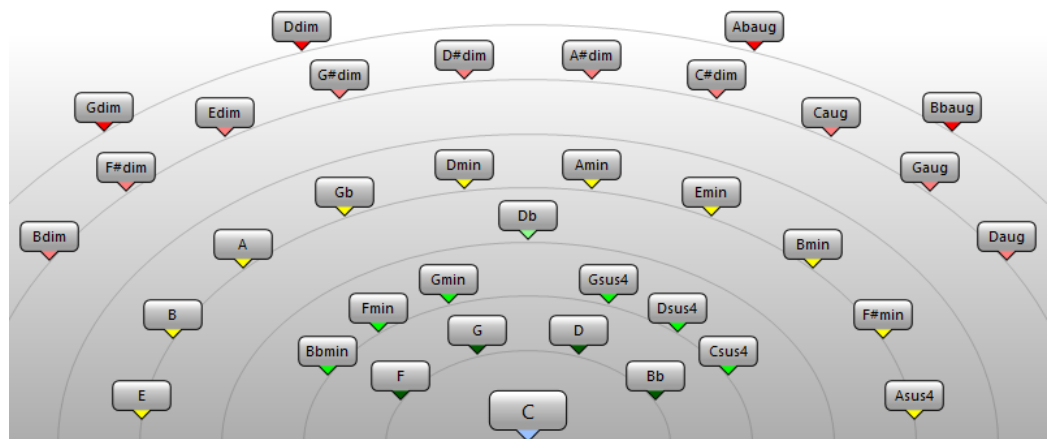 Ddim
Abaug
D#dim
A#dim
G#dim
C#dim
Gdim
Edim
Caug
Bbaug
F#dim
Dmin
Amin
Gaug
Gb
Emin
Db
Bdim
A
Bmin
Daug
Gmin
Gsus4
Fmin
Dsus4
B
F#min
G
D
Bbmin
Csus4
F
Bb
E
Asus4
C